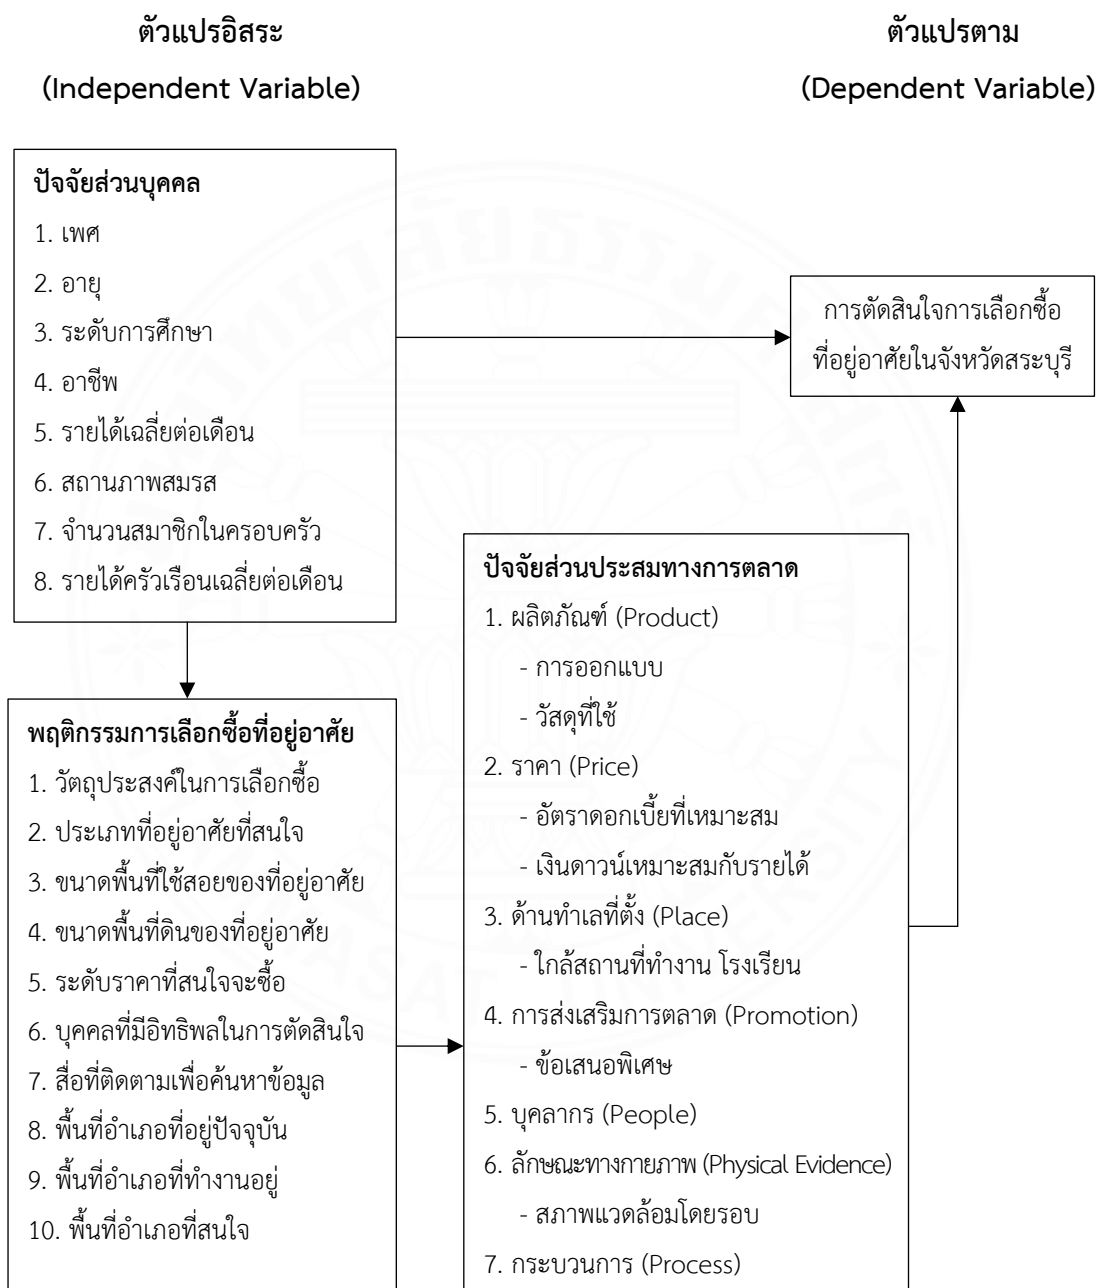 ตัวแปรอิสระ
(Independent Variable)
ตัวแปรตาม
(Dependent Variable)
ปัจจัยส่วนบุคคล
1. เพศ
2. อายุ
3. ระดับการศึกษา
4. อาชีพ
5. รายได้เฉลี่ยต่อเดือน
6. สถานภาพสมรส
7. จำนวนสมาชิกในครอบครัว
8. รายได้ครัวเรือนเฉลี่ยต่อเดือน
การตัดสินใจการเลือกซื้อ
ที่อยู่อาศัยในจังหวัดสระบุรี
พฤติกรรมการเลือกซื้อที่อยู่อาศัย
1. วัตถุประสงค์ในการเลือกซื้อ
2. ประเภทที่อยู่อาศัยที่สนใจ
3. ขนาดพื้นที่ใช้สอยของที่อยู่อาศัย
4. ขนาดพื้นที่ดินของที่อยู่อาศัย
5. ระดับราคาที่สนใจจะซื้อ
6. บุคคลที่มีอิทธิพลในการตัดสินใจ
7. สื่อที่ติดตามเพื่อค้นหาข้อมูล
8. พื้นที่อำเภอที่อยู่ปัจจุบัน
9. พื้นที่อำเภอที่ทำงานอยู่
10. พื้นที่อำเภอที่สนใจ
ปัจจัยส่วนประสมทางการตลาด
1. ผลิตภัณฑ์ (Product)
- การออกแบบ
- วัสดุที่ใช้
2. ราคา (Price)
- อัตราดอกเบี้ยที่เหมาะสม
- เงินดาวน์เหมาะสมกับรายได้
3. ด้านทำเลที่ตั้ง (Place)
- ใกล้สถานที่ทำงาน โรงเรียน
4. การส่งเสริมการตลาด (Promotion)
- ข้อเสนอพิเศษ
5. บุคลากร (People)
6. ลักษณะทางกายภาพ (Physical Evidence)
- สภาพแวดล้อมโดยรอบ
7. กระบวนการ (Process)